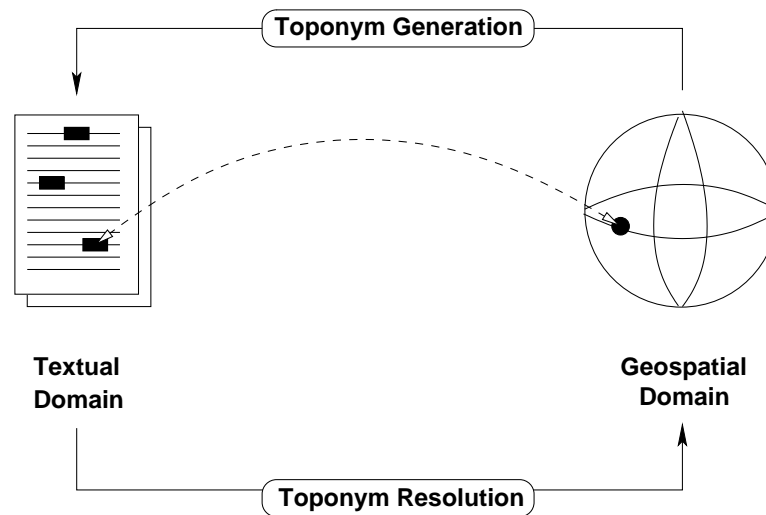 Toponym Generation
Textual
Domain
Geospatial
Domain
Toponym Resolution